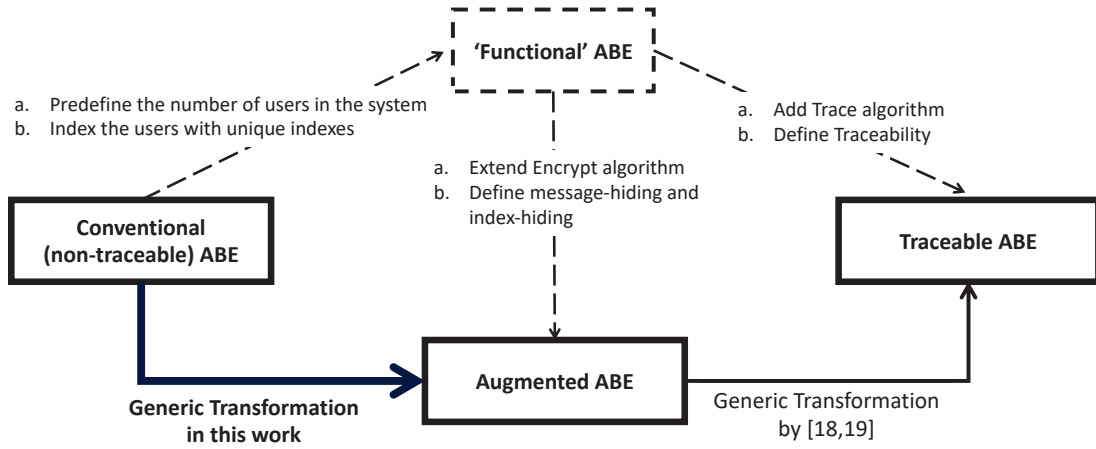 ‘Functional’ ABE
a. Predefine the number of users in the system
b. Index the users with unique indexes
a. Add Trace algorithm
b. Define Traceability
a. Extend Encrypt algorithm
b. Define message-hiding and
index-hiding
Conventional
(non-traceable) ABE
Traceable ABE
Augmented ABE
Generic Transformation
in this work
Generic Transformation
by [18,19]